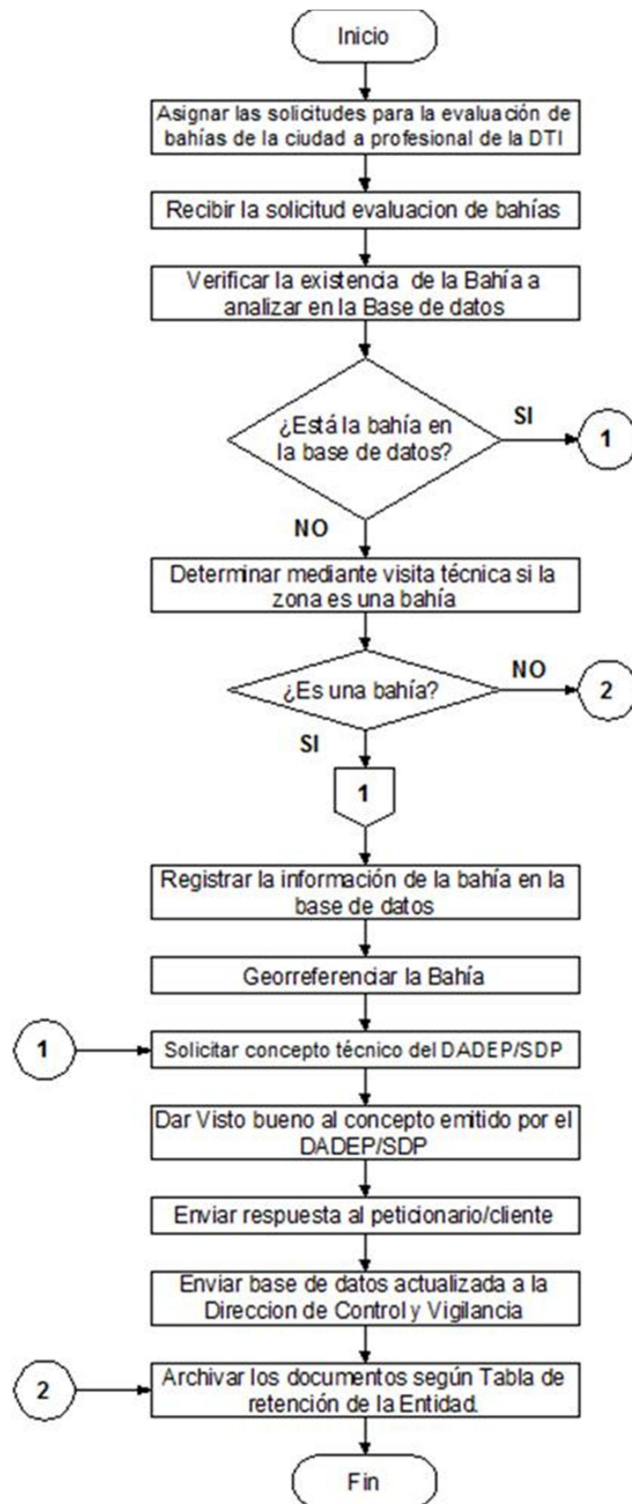 Inicio
Asignar las solicitudes para la evaluación de
bahías de la ciudad a profesional de la DTI
Recibir la solicitud evaluacion de bahías
Verificar la existencia de la Bahía a
analizar en la Base de datos
¿Está la bahía en
la base de datos?
SI
1
NO
Determinar mediante visita técnica si la
zona es una bahía
¿Es una bahía?
NO
2
SI
1
Registrar la información de la bahía en la
base de datos
Georreferenciar la Bahía
1
Solicitar concepto técnico del DADEP/SDP
Dar Visto bueno al concepto emitido por el
DADEP/SDP
Enviar respuesta al peticionario/cliente
Enviar base de datos actualizada a la
Direccion de Control y Vigilancia
2
Archivar los documentos según Tabla de
retención de la Entidad.
Fin